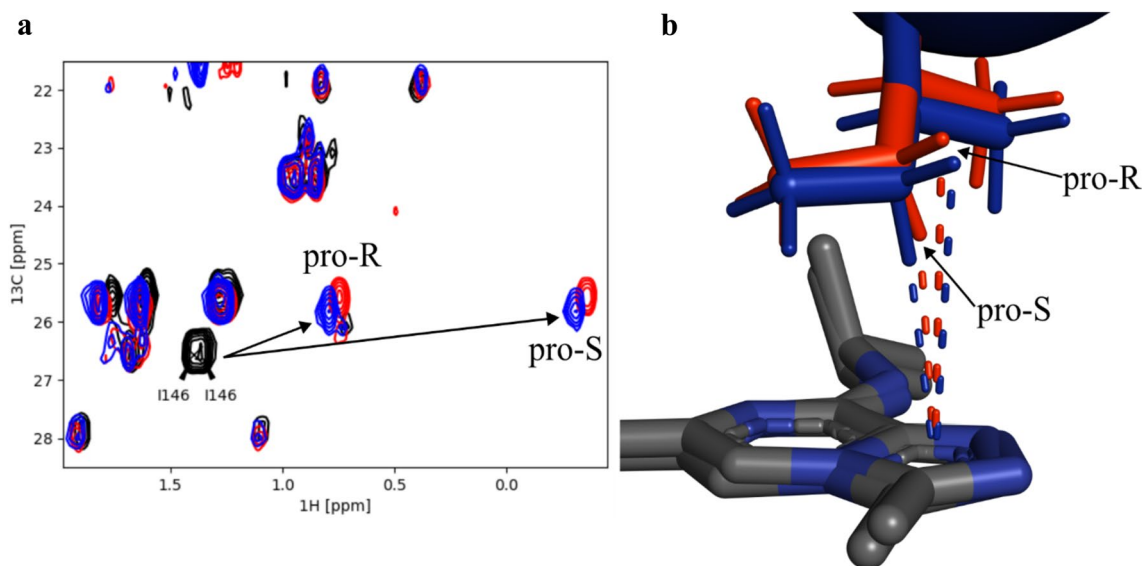 a
b
22
23
24
25
26
27
28
13C [ppm]
pro-R
pro-S
I146 I146
1.5
1.0
0.5
0.0
1H [ppm]
pro-R
pro-S